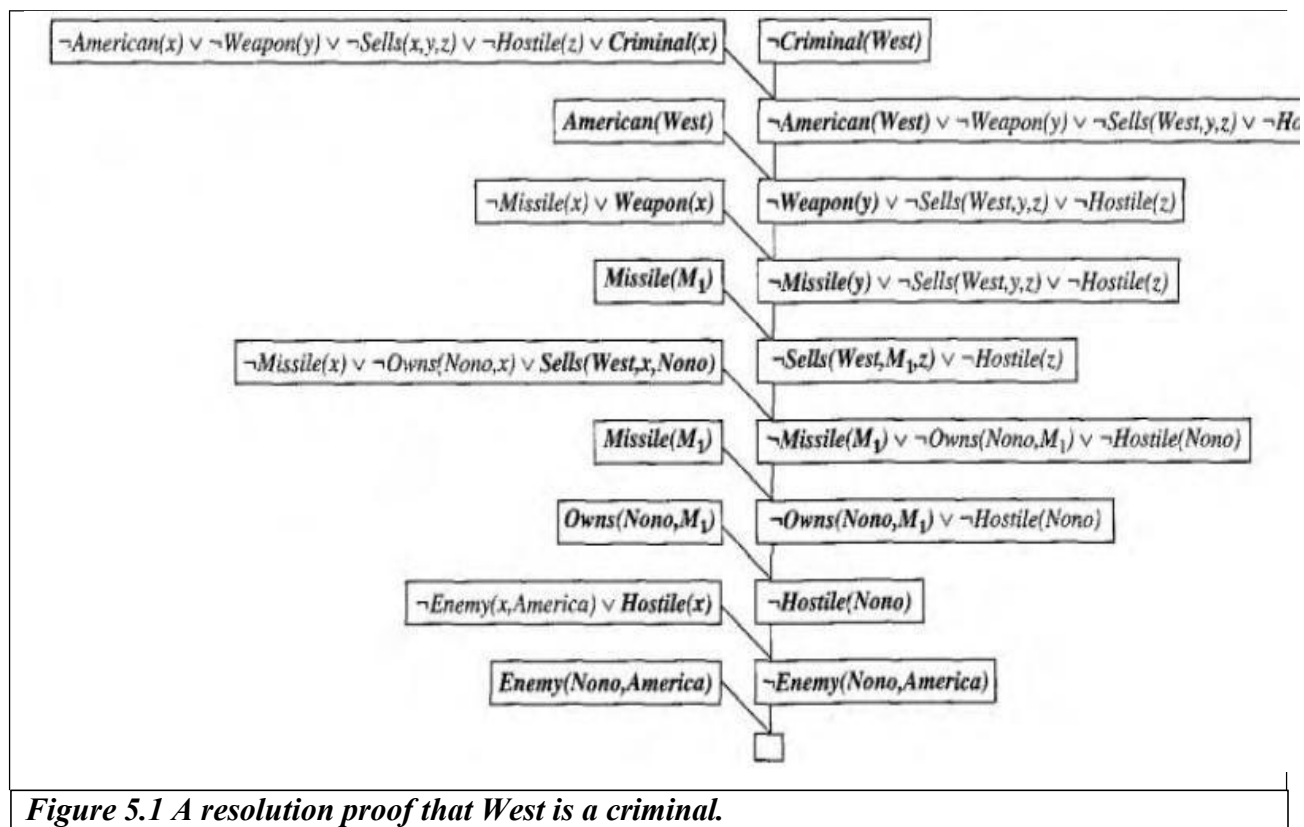 ¬American(x) ∨ ¬Weapon(y) ∨ ¬Sells(x,y,z) ∨ ¬Hostile(z) ∨ Criminal(x)
¬Criminal(West)
American(West)
¬American(West) ∨ ¬Weapon(y) ∨ ¬Sells(West,y,z) ∨ ¬Ho
¬Missile(x) ∨ Weapon(x)
¬Weapon(y) ∨ ¬Sells(West,y,z) ∨ ¬Hostile(z)
Missile(M₁)
¬Missile(y) ∨ ¬Sells(West,y,z) ∨ ¬Hostile(z)
¬Missile(x) ∨ ¬Owns(Nono,x) ∨ Sells(West,x,Nono)
¬Sells(West,M₁,z) ∨ ¬Hostile(z)
Missile(M₁)
¬Missile(M₁) ∨ ¬Owns(Nono,M₁) ∨ ¬Hostile(Nono)
Owns(Nono,M₁)
¬Owns(Nono,M₁) ∨ ¬Hostile(Nono)
¬Enemy(x,America) ∨ Hostile(x)
¬Hostile(Nono)
Enemy(Nono,America)
¬Enemy(Nono,America)
Figure 5.1 A resolution proof that West is a criminal.